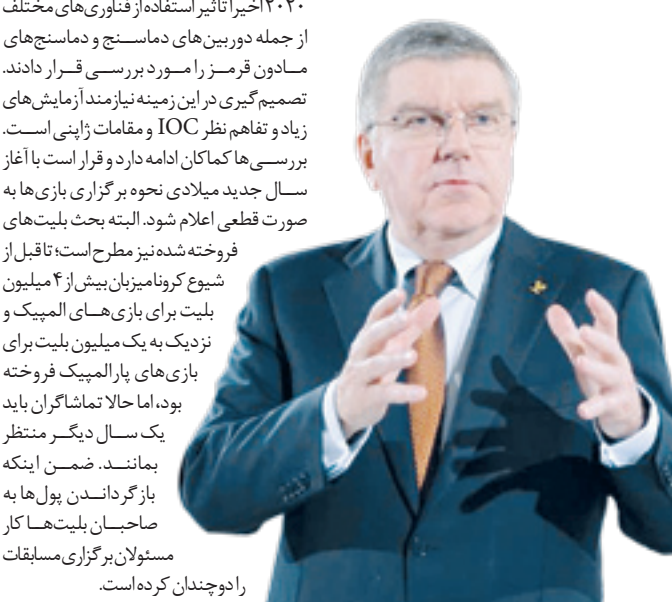 ۲۰۲۰ اخیرا تاثیر استفاده از فناوری‌های مختلف
از جمله دوربین‌های دماسنج و دماسنج‌های
مادون قرمز را مورد بررسی قرار دادند.
تصمیم‌گیری در این زمینه نیازمند آزمایش‌های
زیاد و تفاهم نظر IOC و مقامات ژاپنی است.
بررسی‌ها کماکان ادامه دارد و قرار است با آغاز
سال جدید میلادی نحوه برگزاری بازی‌ها به
صورت قطعی اعلام شود. البته بحث بلیت‌های
فروخته شده نیز مطرح است؛ تا قبل از
شیوع کرونا میزبان بیش از ۴ میلیون
بلیت برای بازی‌های المپیک و
نزدیک به یک میلیون بلیت برای
بازی‌های پارالمپیک فروخته
بود، اما حالا تماشاگران باید
یک سال دیگر منتظر
بمانند. ضمن اینکه
بازگرداندن پول‌ها به
صاحبان بلیت‌ها کار
مسئولان برگزاری مسابقات
را دوچندان کرده است.